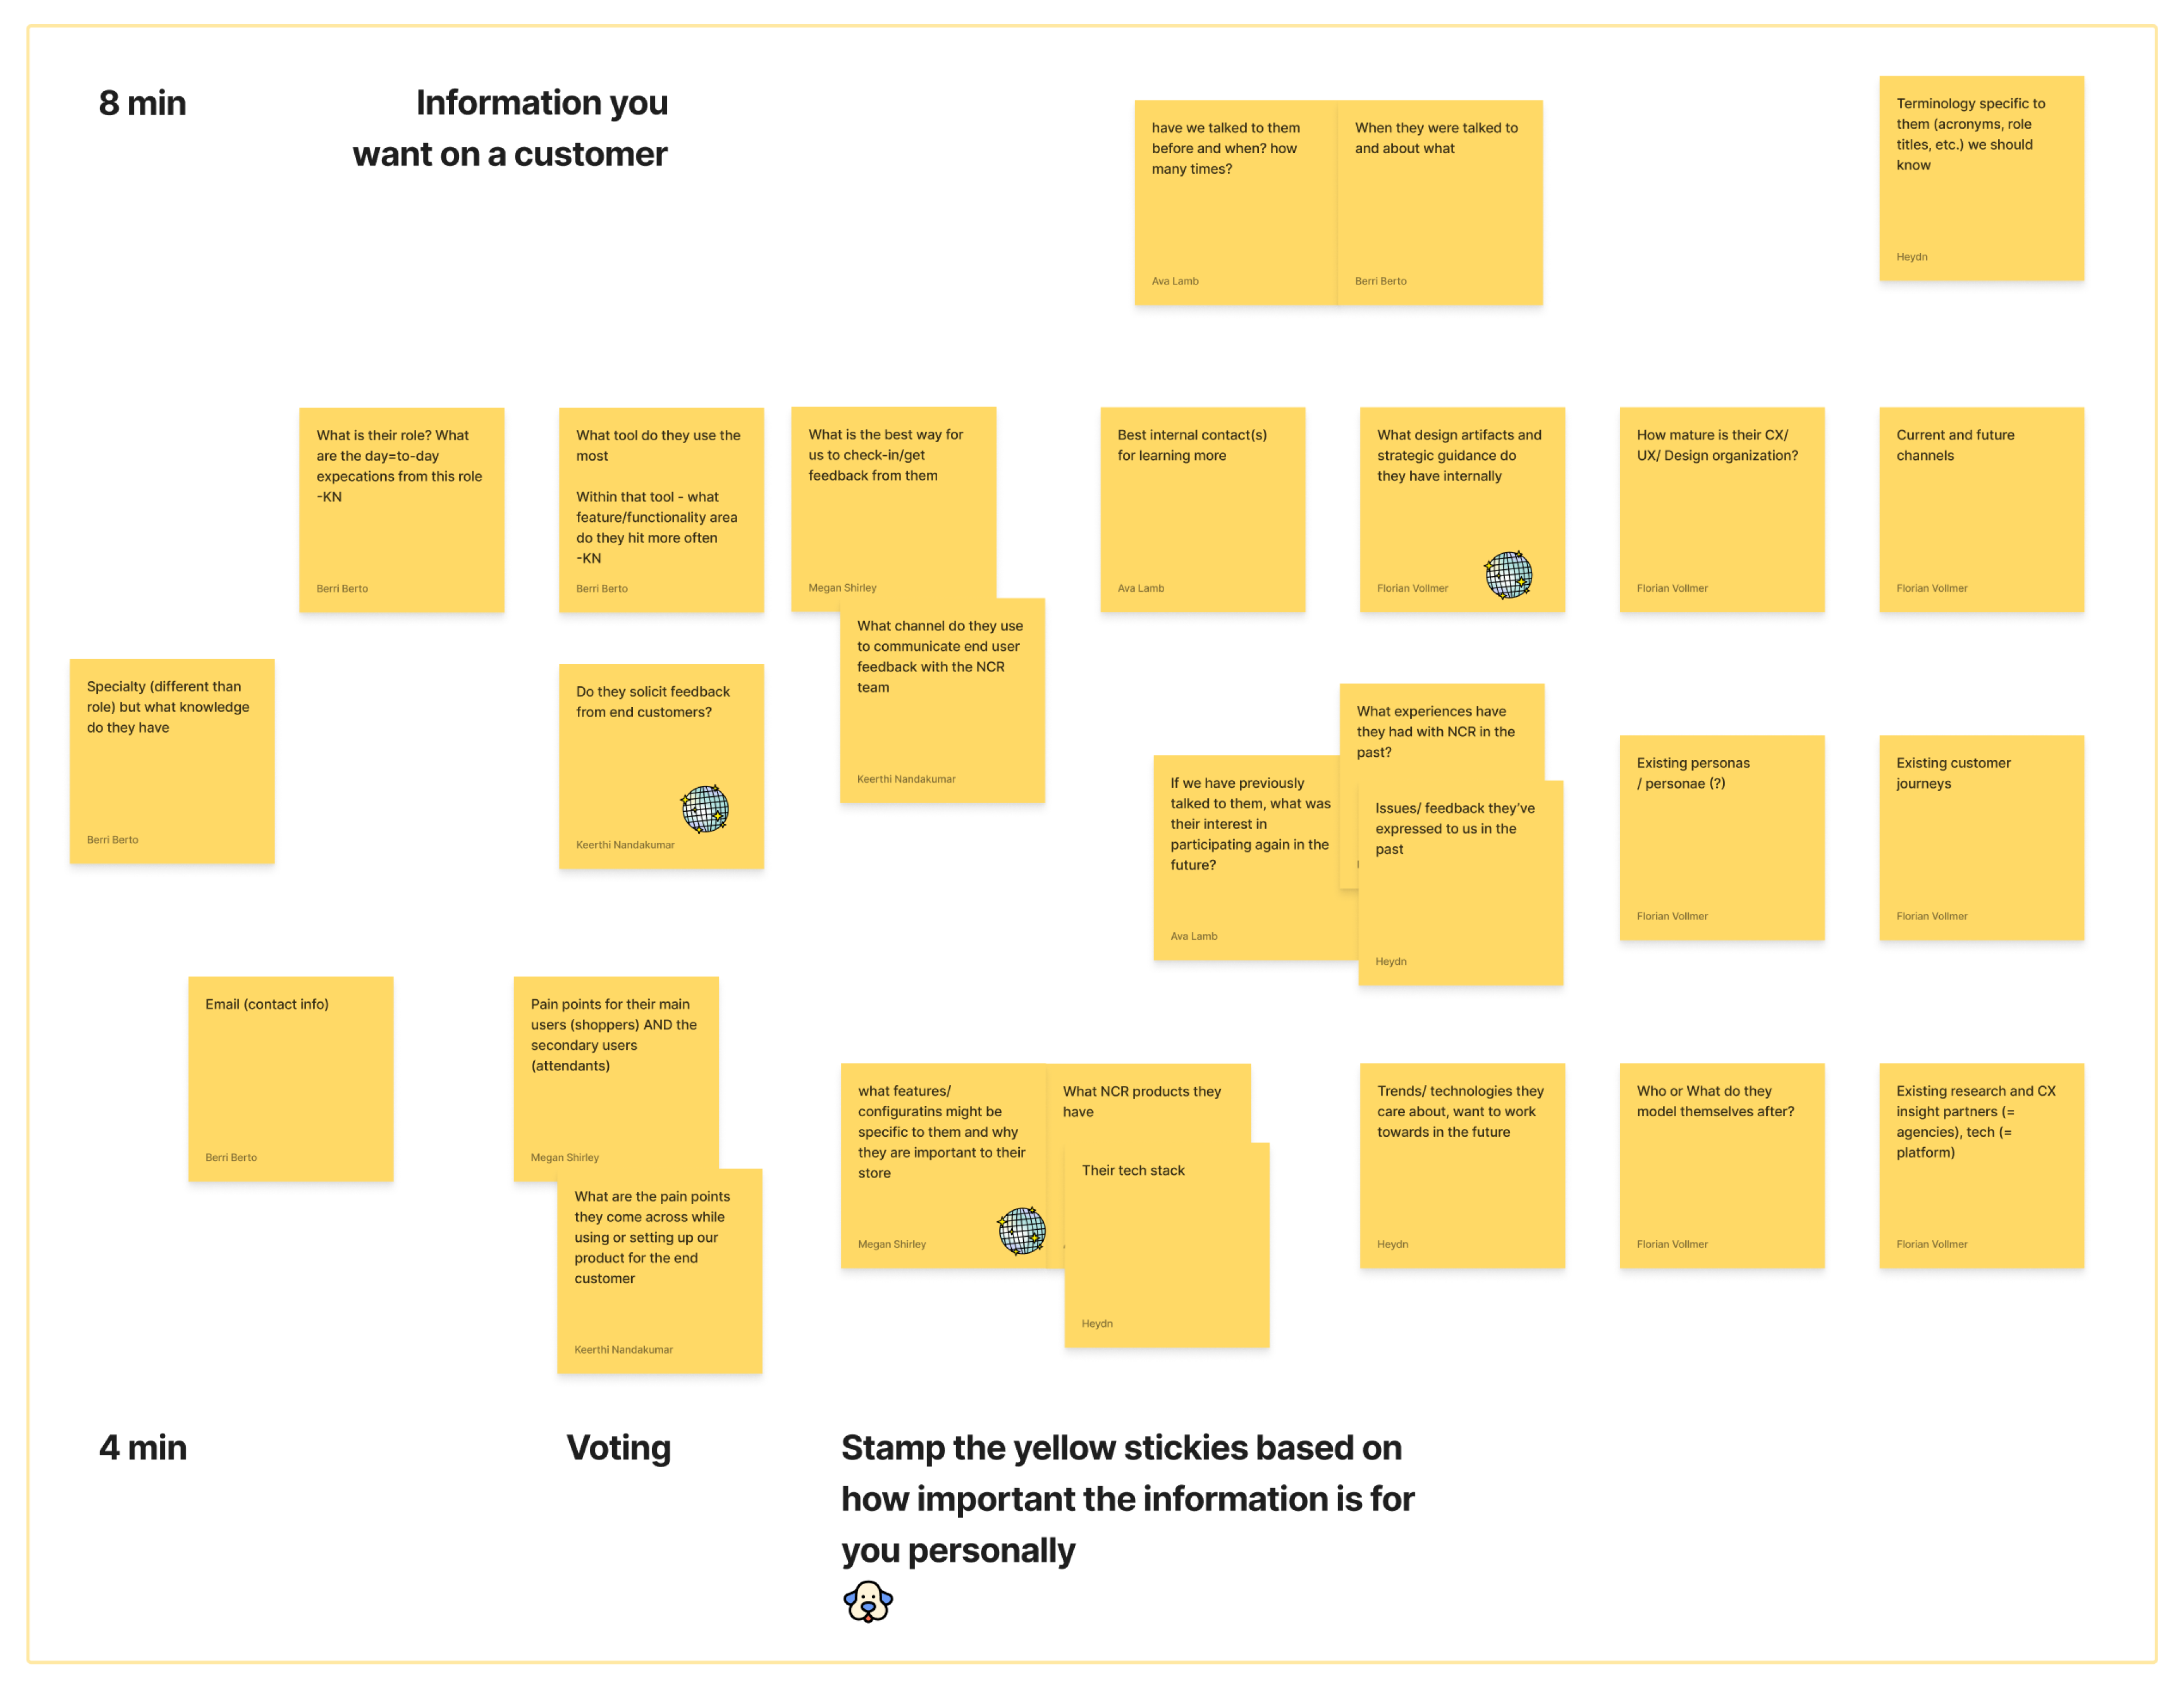 8 min
Information you
want on a customer
have we talked to them
before and when? how
many times?
Ava Lamb
When they were talked to
and about what
Berri Berto
Terminology specific to
them (acronyms, role
titles, etc.) we should
know
Heydn
What is their role? What
are the day=to-day
expecations from this role
-KN
Berri Berto
What tool do they use the
most
Within that tool - what
feature/functionality area
do they hit more often
-KN
Berri Berto
What is the best way for
us to check-in/get
feedback from them
Megan Shirley
Best internal contact(s)
for learning more
Ava Lamb
What design artifacts and
strategic guidance do
they have internally
Florian Vollmer
How mature is their CX/
UX/ Design organization?
Florian Vollmer
Current and future
channels
Florian Vollmer
Specialty (different than
role) but what knowledge
do they have
Berri Berto
Do they solicit feedback
from end customers?
Keerthi Nandakumar
What channel do they use
to communicate end user
feedback with the NCR
team
Keerthi Nandakumar
If we have previously
talked to them, what was
their interest in
participating again in the
future?
Ava Lamb
What experiences have
they had with NCR in the
past?
Issues/ feedback they've
expressed to us in the
past
Heydn
Existing personas
/ personae (?)
Florian Vollmer
Existing customer
journeys
Florian Vollmer
Email (contact info)
Berri Berto
Pain points for their main
users (shoppers) AND the
secondary users
(attendants)
Megan Shirley
What are the pain points
they come across while
using or setting up our
product for the end
customer
Keerthi Nandakumar
what features/
configuratins might be
specific to them and why
they are important to their
store
Megan Shirley
What NCR products they
have
Their tech stack
Heydn
Trends/ technologies they
care about, want to work
towards in the future
Heydn
Who or What do they
model themselves after?
Florian Vollmer
Existing research and CX
insight partners (=
agencies), tech (=
platform)
Florian Vollmer
4 min
Voting
Stamp the yellow stickies based on
how important the information is for
you personally